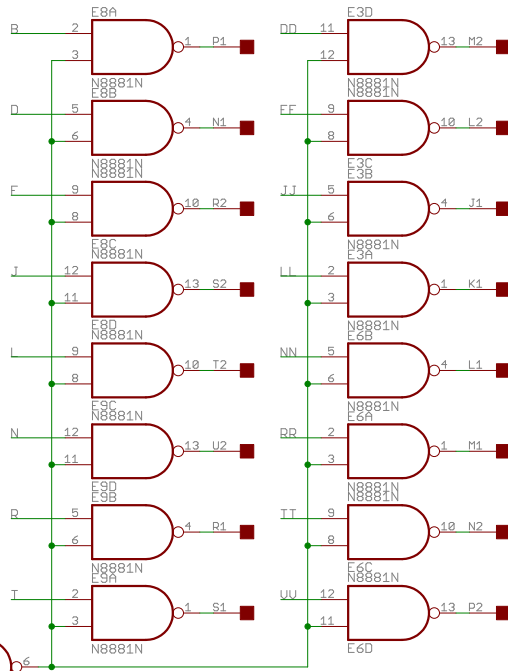 E8A
B 2 1 P1
3
N8881N
E8B
D 5 4 N1
6
N8881N
N8881N
F 9 10 R2
8
E8C
N8881N
J 12 13 S2
11
E8D
N8881N
L 9 10 T2
8
E9C
N8881N
N 12 13 U2
11
E9D
E9B
R 5 4 R1
6
N8881N
E9A
T 2 1 S1
3
N8881N
6
E3D
DD 11 13 M2
12
N8881N
N8881N
FF 9 10 L2
8
E3C
E3B
JJ 5 4 J1
6
N8881N
E3A
LL 2 1 K1
3
N8881N
E6B
NN 5 4 L1
6
N8881N
E6A
RR 2 1 M1
3
N8881N
N8881N
TT 9 10 N2
8
E6C
N8881N
VV 12 13 P2
11
E6D